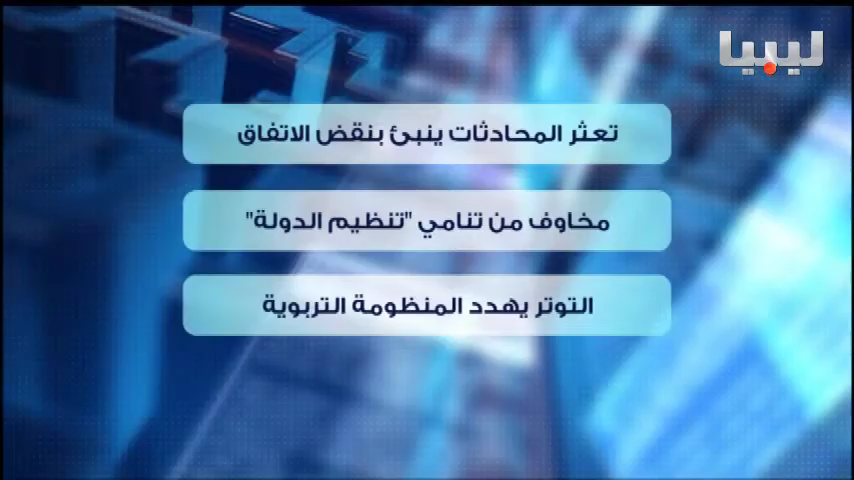 ليبيا
تعثر المحادثات ينبئ بنقض الاتفاق
مخاوف من تنامي "تنظيم الدولة"
التوتر يهدد المنظومة التربوية